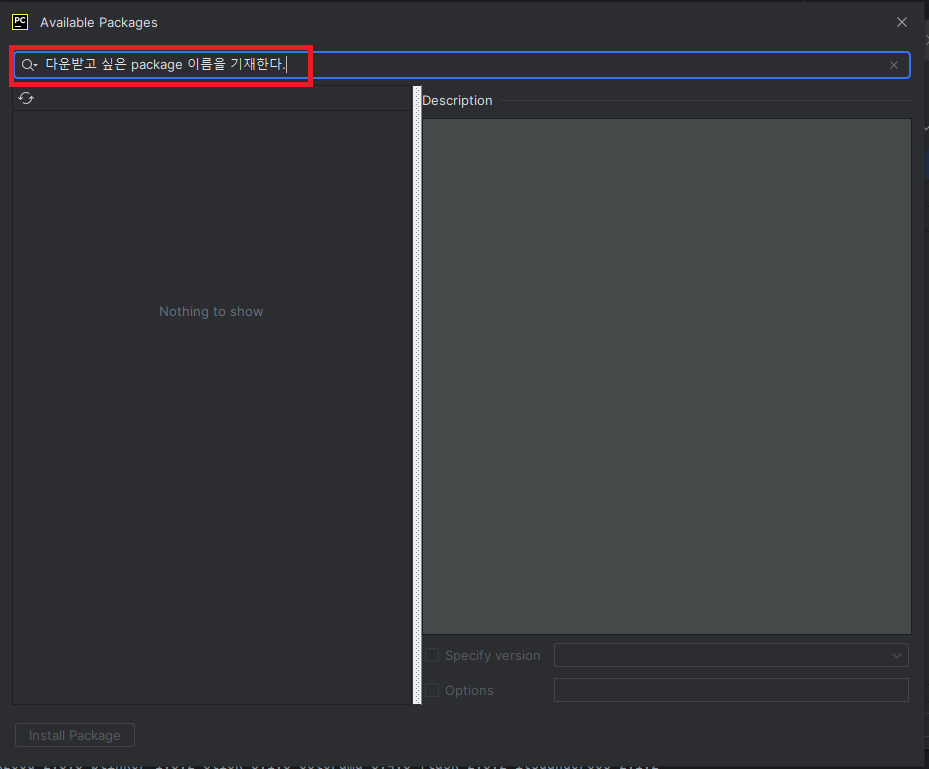 PC Available Packages
다운받고 싶은 package 이름을 기재한다.
Description
Nothing to show
Specify version
Options
Install Package